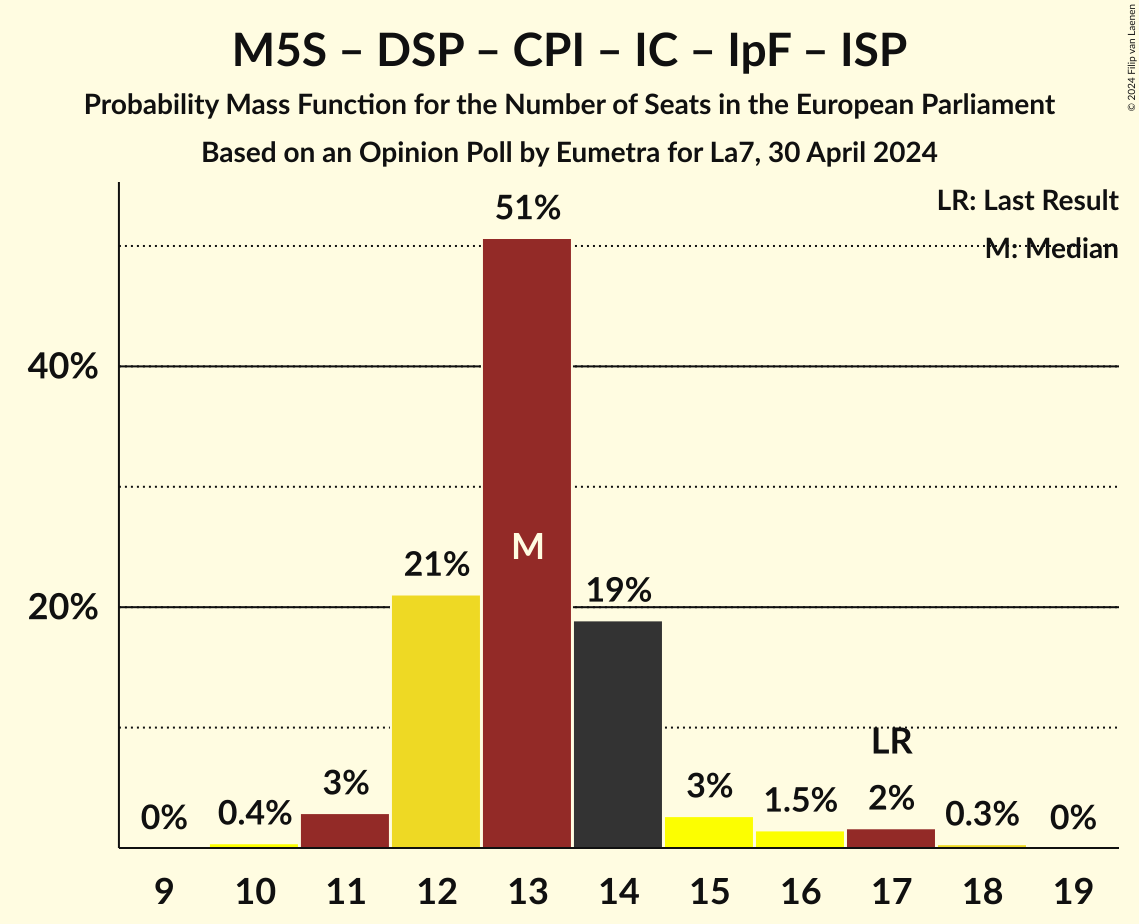 M5S – DSP – CPI – IC – IpF – ISP
Probability Mass Function for the Number of Seats in the European Parliament
Based on an Opinion Poll by Eumetra for La7, 30 April 2024
© 2024 Filip van Laenen
LR: Last Result
M: Median
40%
20%
0%
0.4%
3%
21%
51%
M
19%
3%
1.5%
LR
2%
0.3%
0%
9 10 11 12 13 14 15 16 17 18 19